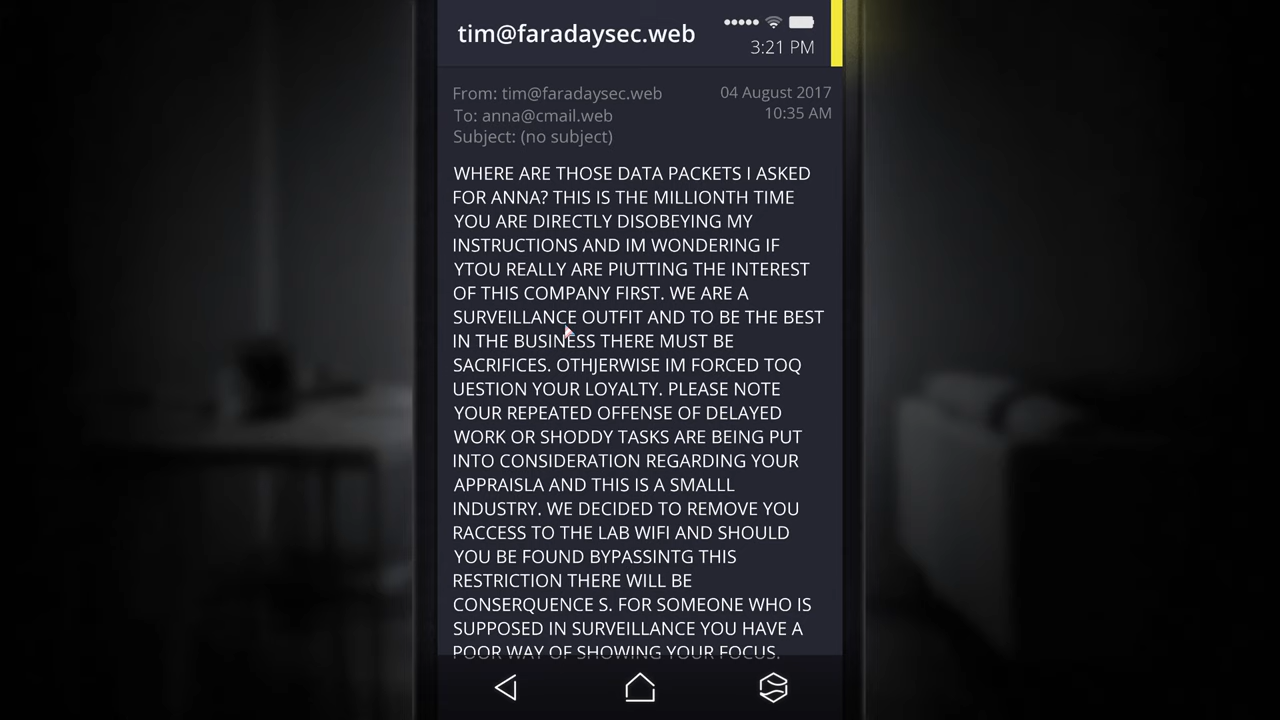 tim@faradaysec.web
3:21 PM
From: tim@faradaysec.web
04 August 2017
To: anna@cmail.web
10:35 AM
Subject: (no subject)
WHERE ARE THOSE DATA PACKETS I ASKED
FOR ANNA? THIS IS THE MILLIONTH TIME
YOU ARE DIRECTLY DISOBEYING MY
INSTRUCTIONS AND IM WONDERING IF
YTOU REALLY ARE PIUTTING THE INTEREST
OF THIS COMPANY FIRST. WE ARE A
SURVEILLANCE OUTFIT AND TO BE THE BEST
IN THE BUSINESS THERE MUST BE
SACRIFICES. OTHJERWISE IM FORCED TOQ
UESTION YOUR LOYALTY. PLEASE NOTE
YOUR REPEATED OFFENSE OF DELAYED
WORK OR SHODDY TASKS ARE BEING PUT
INTO CONSIDERATION REGARDING YOUR
APPRAISLA AND THIS IS A SMALLL
INDUSTRY. WE DECIDED TO REMOVE YOU
RACCESS TO THE LAB WIFI AND SHOULD
YOU BE FOUND BYPASSINTG THIS
RESTRICTION THERE WILL BE
CONSERQUENCE S. FOR SOMEONE WHO IS
SUPPOSED IN SURVEILLANCE YOU HAVE A
POOR WAY OF SHOWING YOUR FOCUS.